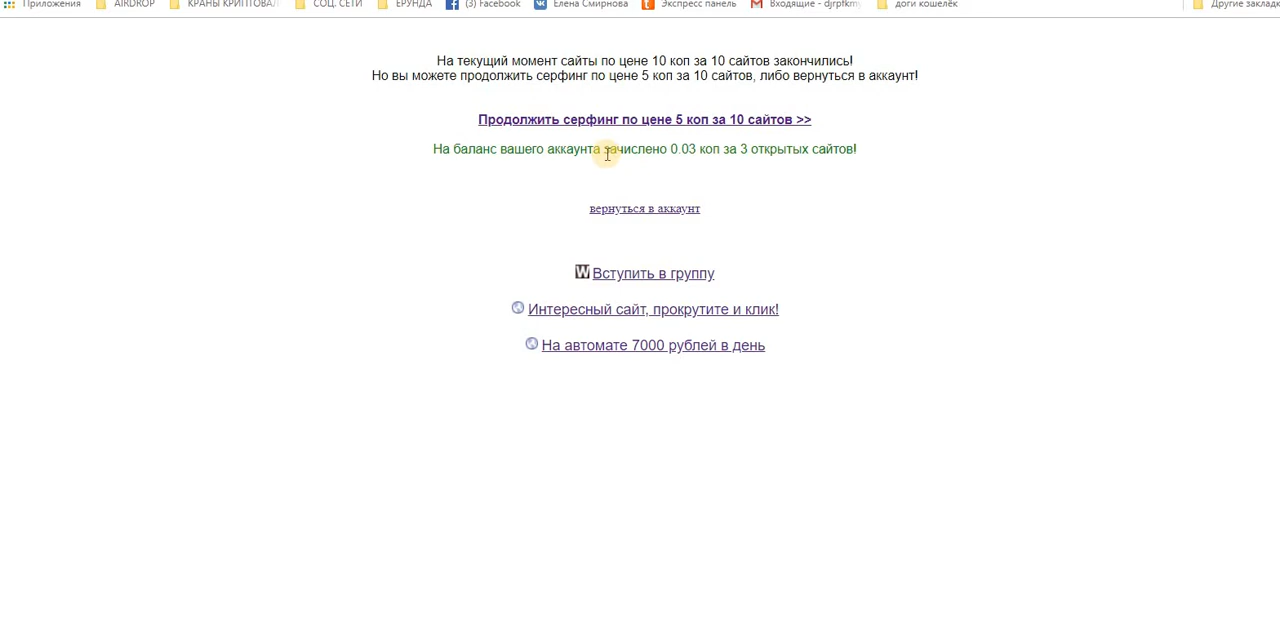 Приложения AIRDROP КРАНЫ КРИПТОВАЛ СОЦ. СЕТИ ЕРУНДА (3) Facebook Елена Смирнова Экспресс панель Входящие - djrpfkm доги кошелёк Другие заклад
На текущий момент сайты по цене 10 коп за 10 сайтов закончились!
Но вы можете продолжить серфинг по цене 5 коп за 10 сайтов, либо вернуться в аккаунт!
Продолжить серфинг по цене 5 коп за 10 сайтов >>
На баланс вашего аккаунта зачислено 0.03 коп за 3 открытых сайтов!
вернуться в аккаунт
W Вступить в группу
Интересный сайт, прокрутите и клик!
На автомате 7000 рублей в день